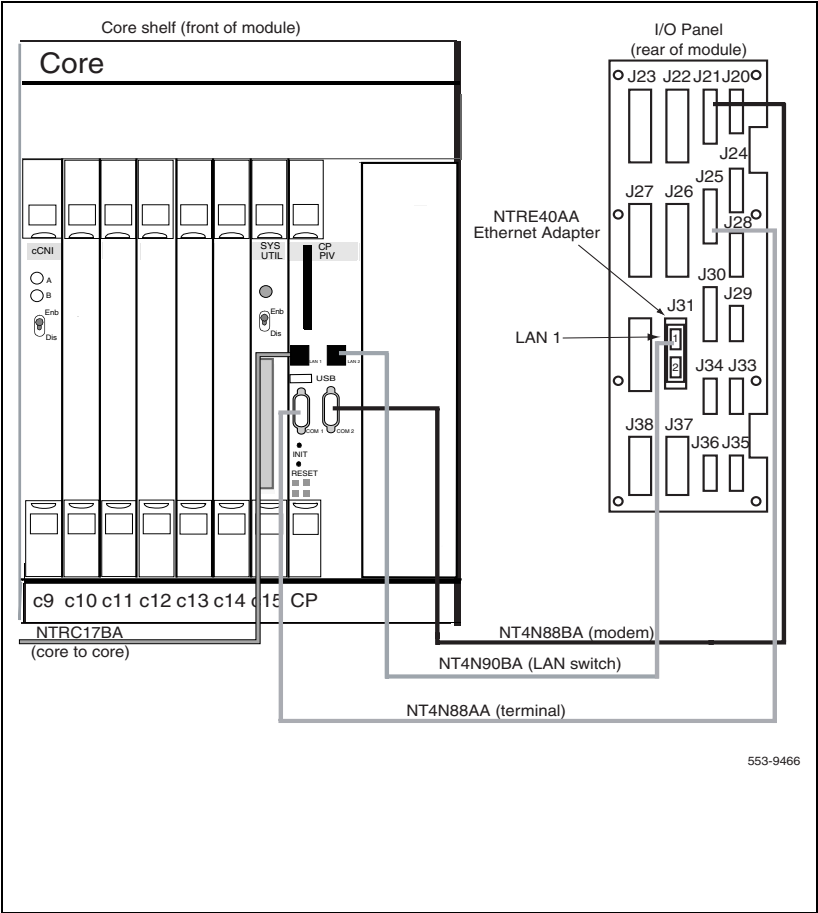 Core shelf (front of module)
Core
cCNI
A
B
Enb
Dis
SYS
UTIL
Enb
Dis
CP
PIV
LAN 1
LAN 2
USB
COM 1
COM 2
INIT
RESET
c9 c10 c11 c12 c13 c14 c15 CP
NTRC17BA
(core to core)
I/O Panel
(rear of module)
J23 J22 J21 J20
J24
J25
J27 J26
J28
NTRE40AA
Ethernet Adapter
J30
J29
J31
LAN 1
1
2
J34 J33
J38 J37
J36 J35
NT4N88BA (modem)
NT4N90BA (LAN switch)
NT4N88AA (terminal)
553-9466